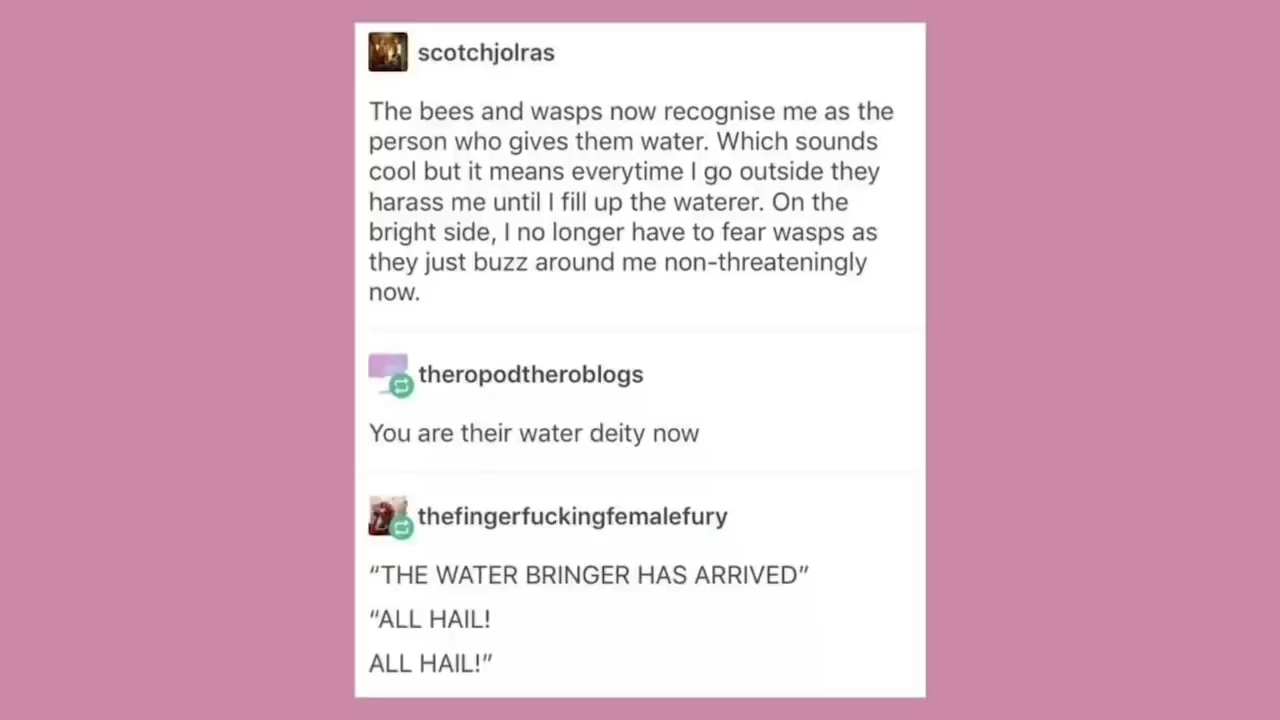 scotchjolras
The bees and wasps now recognise me as the
person who gives them water. Which sounds
cool but it means everytime I go outside they
harass me until I fill up the waterer. On the
bright side, I no longer have to fear wasps as
they just buzz around me non-threateningly
now.
theropodtheroblogs
You are their water deity now
thefingerfuckingfemalefury
“THE WATER BRINGER HAS ARRIVED”
“ALL HAIL!
ALL HAIL!”